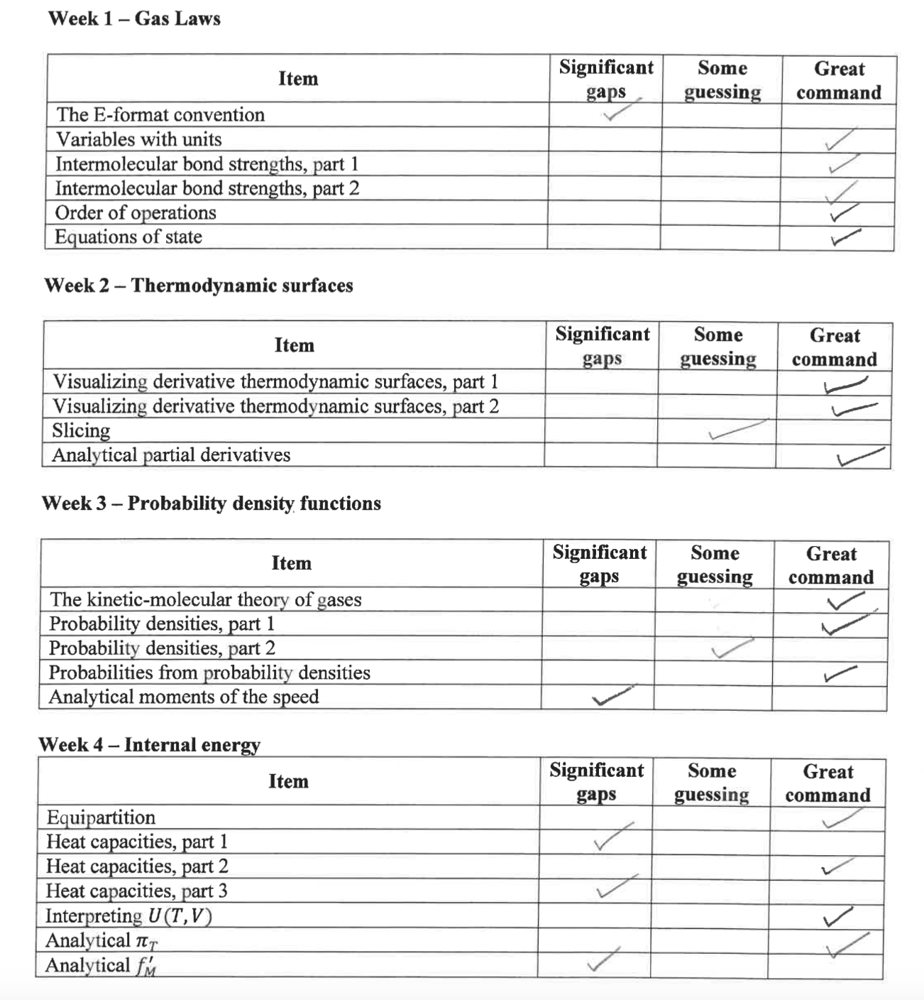 Week 1 – Gas Laws
Item Significant gaps Some guessing Great command
The E-format convention ✓
Variables with units ✓
Intermolecular bond strengths, part 1 ✓
Intermolecular bond strengths, part 2 ✓
Order of operations ✓
Equations of state ✓
Week 2 – Thermodynamic surfaces
Item Significant gaps Some guessing Great command
Visualizing derivative thermodynamic surfaces, part 1 ✓
Visualizing derivative thermodynamic surfaces, part 2 ✓
Slicing ✓
Analytical partial derivatives ✓
Week 3 – Probability density functions
Item Significant gaps Some guessing Great command
The kinetic-molecular theory of gases ✓
Probability densities, part 1 ✓
Probability densities, part 2 ✓
Probabilities from probability densities ✓
Analytical moments of the speed ✓
Week 4 – Internal energy
Item Significant gaps Some guessing Great command
Equipartition ✓
Heat capacities, part 1 ✓
Heat capacities, part 2 ✓
Heat capacities, part 3 ✓
Interpreting U(T,V) ✓
Analytical π_T ✓
Analytical f′_M ✓